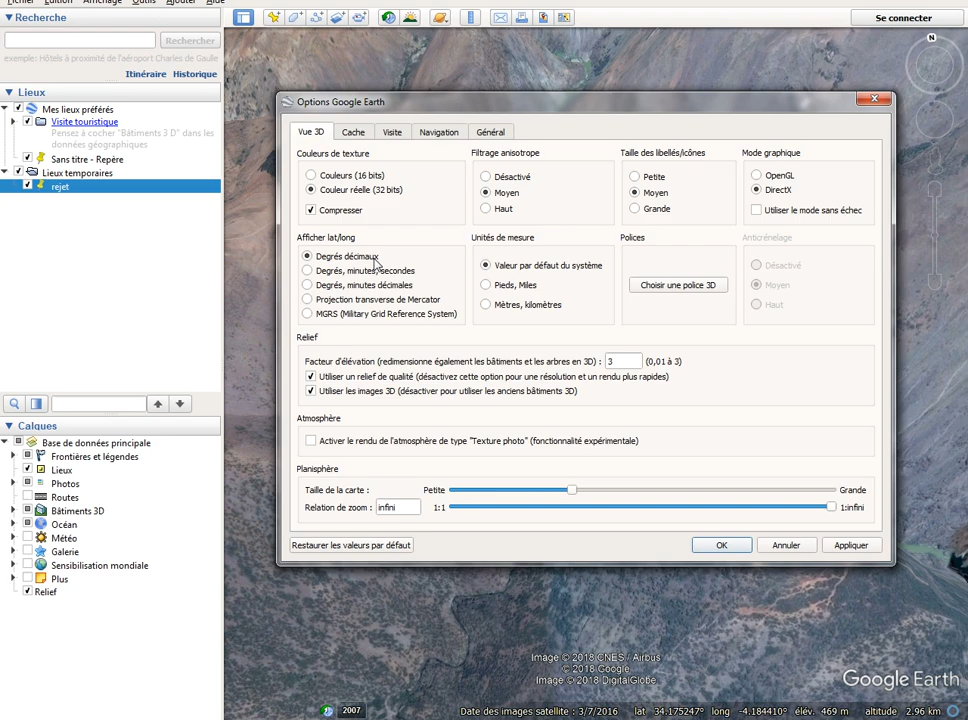 Fichier Edition Affichage Outils Ajouter Aide
Recherche
Rechercher
exemple: Hôtels à proximité de l'aéroport Charles de Gaulle
Itinéraire Historique
Lieux
Mes lieux préférés
Visite touristique
Pensez à cocher "Bâtiments 3 D" dans les
données géographiques
Sans titre - Repère
Lieux temporaires
rejet
Calques
Base de données principale
Frontières et légendes
Lieux
Photos
Routes
Bâtiments 3D
Océan
Météo
Galerie
Sensibilisation mondiale
Plus
Relief
Se connecter
N
Options Google Earth
Vue 3D Cache Visite Navigation Général
Couleurs de texture
Couleurs (16 bits)
Couleur réelle (32 bits)
Compresser
Filtrage anisotrope
Désactivé
Moyen
Haut
Taille des libellés/icônes
Petite
Moyen
Grande
Mode graphique
OpenGL
DirectX
Utiliser le mode sans échec
Afficher lat/long
Degrés décimaux
Degrés, minutes, secondes
Degrés, minutes décimales
Projection transverse de Mercator
MGRS (Military Grid Reference System)
Unités de mesure
Valeur par défaut du système
Pieds, Miles
Mètres, kilomètres
Polices
Choisir une police 3D
Anticrénelage
Désactivé
Moyen
Haut
Relief
Facteur d'élévation (redimensionne également les bâtiments et les arbres en 3D) : 3 (0,01 à 3)
Utiliser un relief de qualité (désactivez cette option pour une résolution et un rendu plus rapides)
Utiliser les images 3D (désactiver pour utiliser les anciens bâtiments 3D)
Atmosphère
Activer le rendu de l'atmosphère de type "Texture photo" (fonctionnalité expérimentale)
Planisphère
Taille de la carte : Petite Grande
Relation de zoom : infini 1:1 1:infini
Restaurer les valeurs par défaut OK Annuler Appliquer
Image © 2018 CNES / Airbus
© 2018 Google
Image © 2018 DigitalGlobe
Google Earth
2007 Date des images satellite : 3/7/2016 lat 34.175247° long -4.184410° élév. 469 m altitude 2.96 km